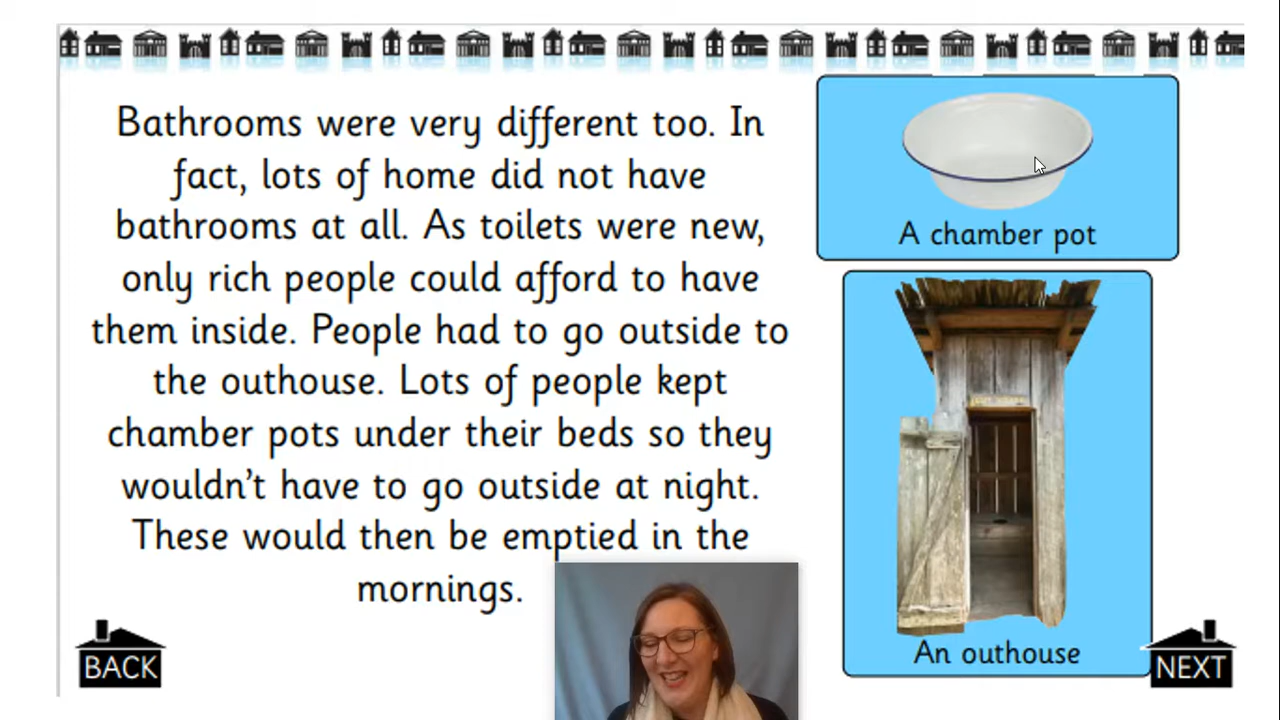 Bathrooms were very different too. In
fact, lots of home did not have
bathrooms at all. As toilets were new,
only rich people could afford to have
them inside. People had to go outside to
the outhouse. Lots of people kept
chamber pots under their beds so they
wouldn't have to go outside at night.
These would then be emptied in the
mornings.
A chamber pot
An outhouse
BACK
NEXT